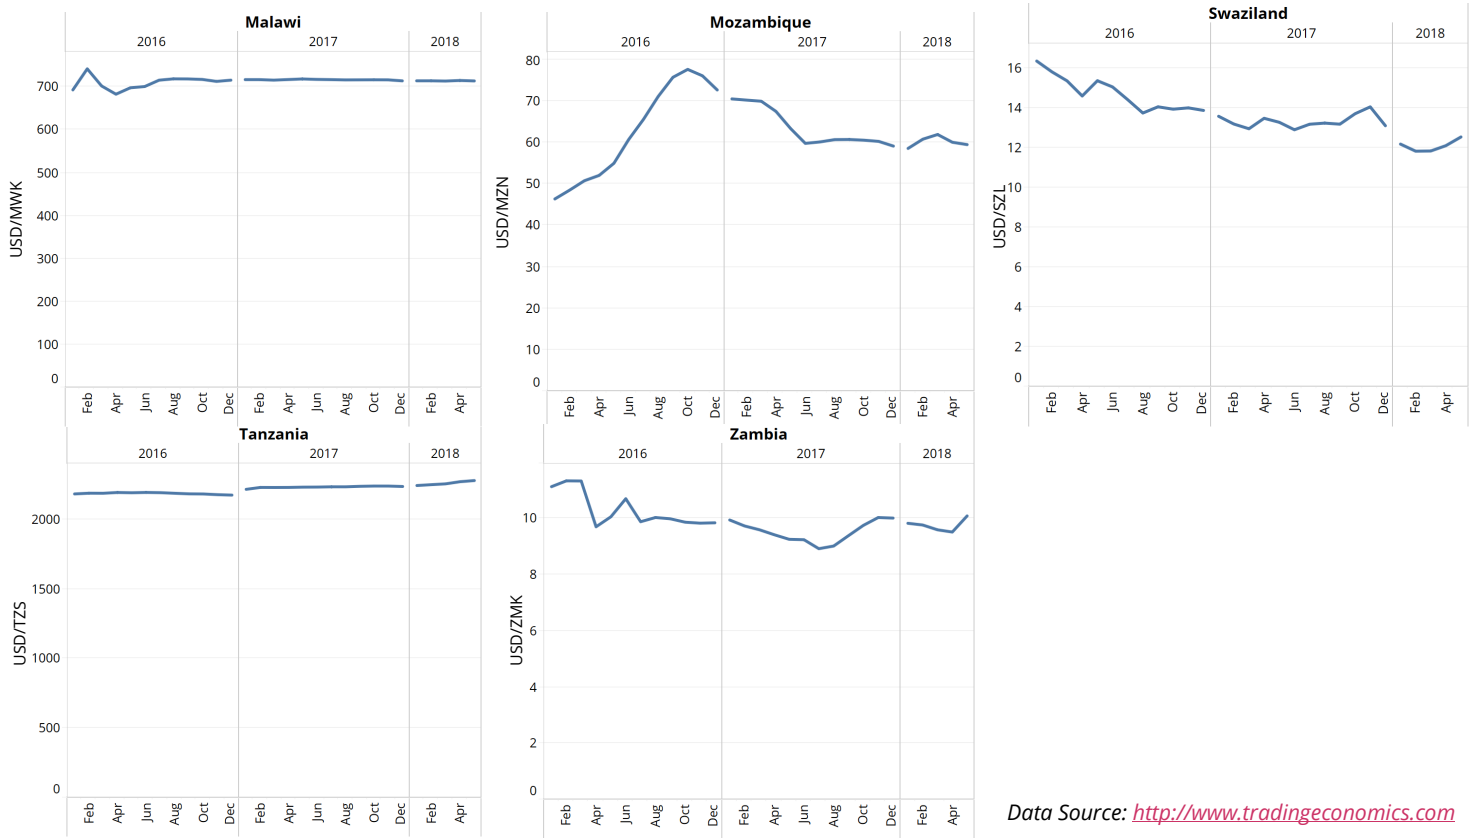 Malawi
2016 2017 2018
USD/MWK
700
600
500
400
300
200
100
0
Feb Apr Jun Aug Oct Dec Feb Apr Jun Aug Oct Dec Feb Apr
Mozambique
2016 2017 2018
USD/MZN
80
70
60
50
40
30
20
10
0
Feb Apr Jun Aug Oct Dec Feb Apr Jun Aug Oct Dec Feb Apr
Swaziland
2016 2017 2018
USD/SZL
16
14
12
10
8
6
4
2
0
Feb Apr Jun Aug Oct Dec Feb Apr Jun Aug Oct Dec Feb Apr
Tanzania
2016 2017 2018
USD/TZS
2000
1500
1000
500
0
Feb Apr Jun Aug Oct Dec Feb Apr Jun Aug Oct Dec Feb Apr
Zambia
2016 2017 2018
USD/ZMK
10
8
6
4
2
0
Feb Apr Jun Aug Oct Dec Feb Apr Jun Aug Oct Dec Feb Apr
Data Source: http://www.tradingeconomics.com